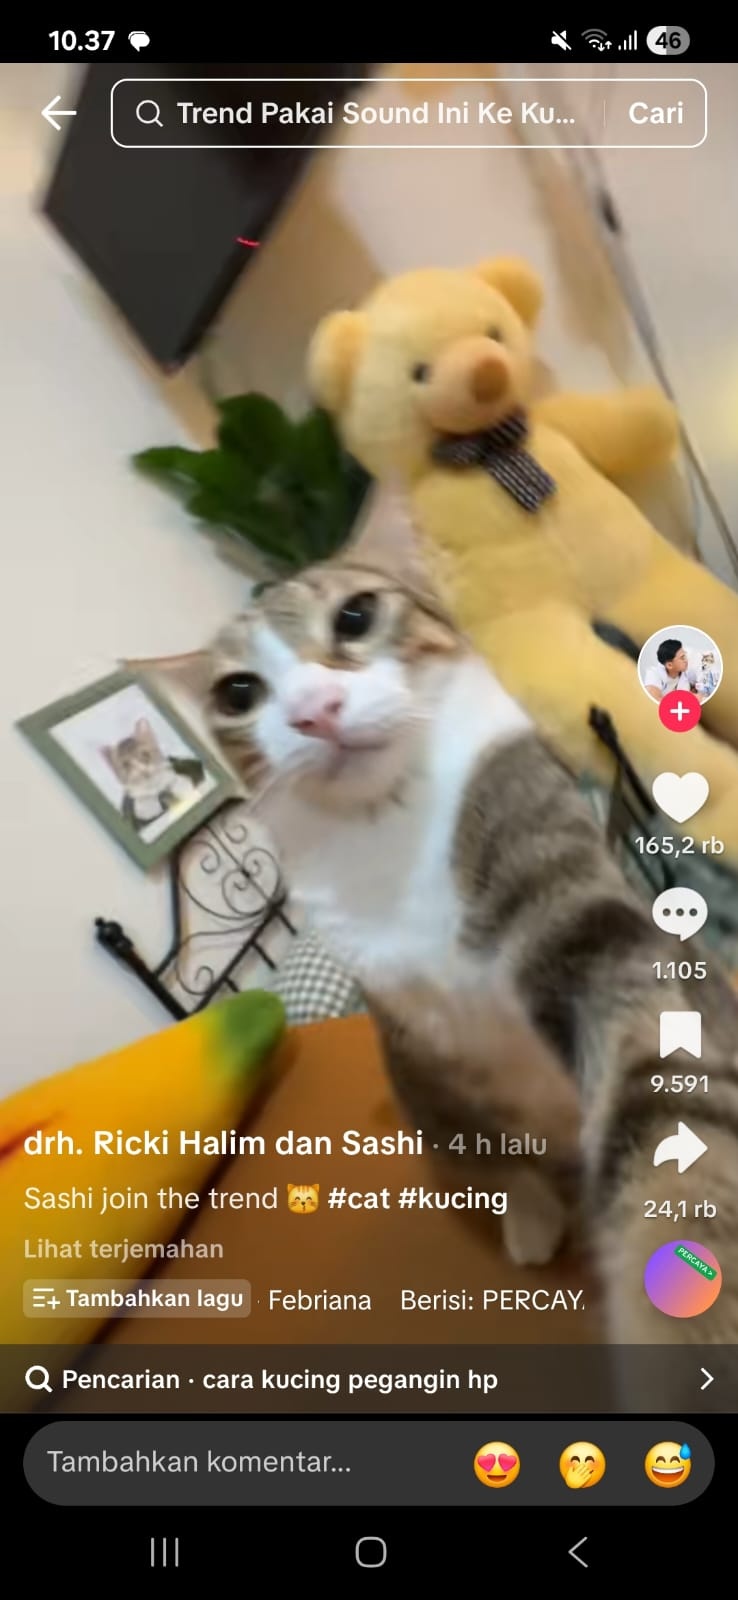 10.37
46
Trend Pakai Sound Ini Ke Ku... Cari
165,2 rb
1.105
9.591
drh. Ricki Halim dan Sashi · 4 h lalu
Sashi join the trend 😽 #cat #kucing
24,1 rb
Lihat terjemahan
PERCAYA >
Tambahkan lagu · Febriana Berisi: PERCAYA
Pencarian · cara kucing pegangin hp
Tambahkan komentar...